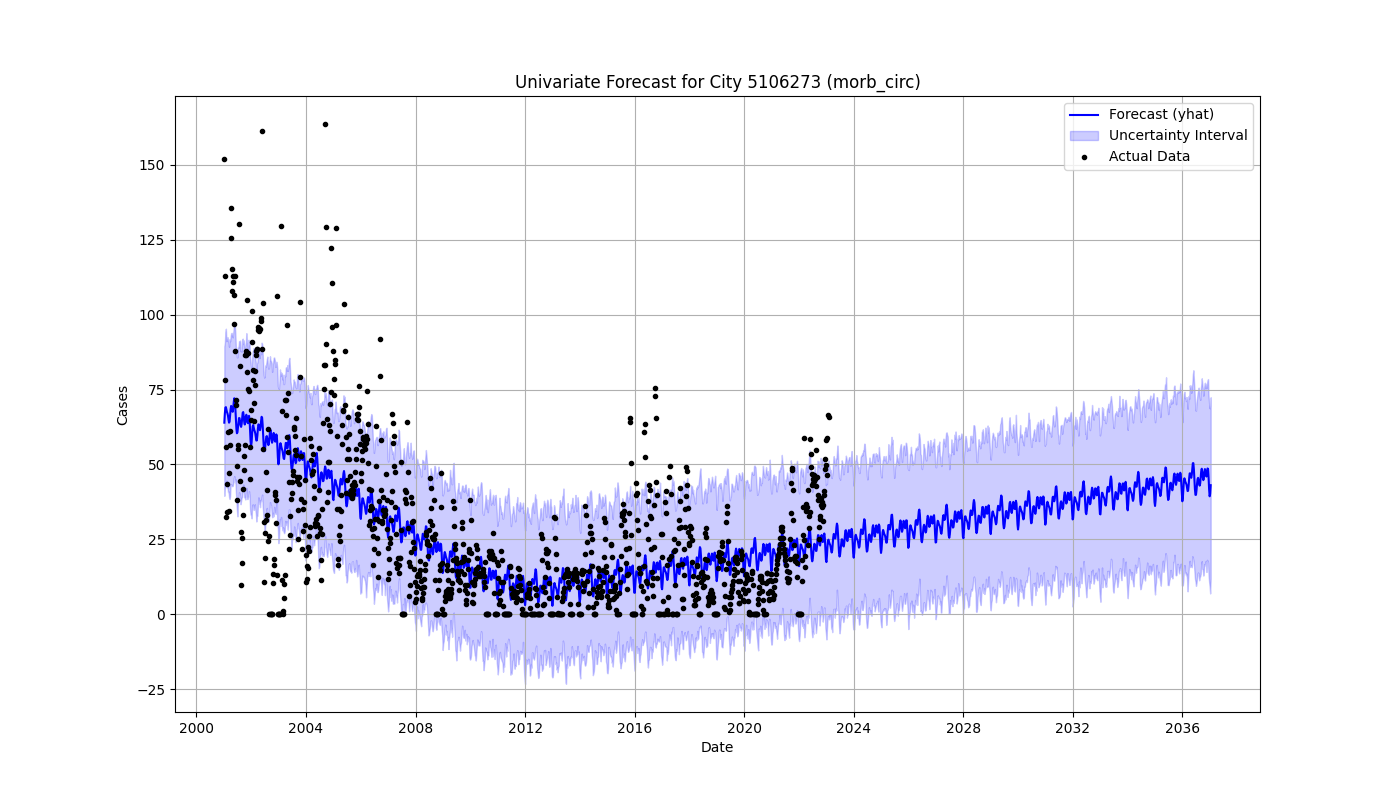 Univariate Forecast for City 5106273 (morb_circ)
Forecast (yhat)
Uncertainty Interval
Actual Data
Cases
150
125
100
75
50
25
0
−25
2000 2004 2008 2012 2016 2020 2024 2028 2032 2036
Date